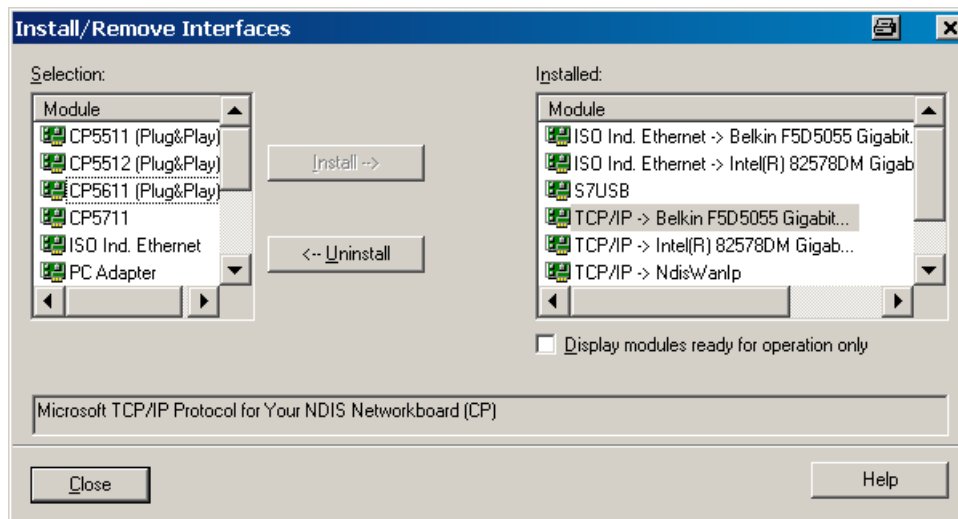 Install/Remove Interfaces
Selection:
Module
CP5511 (Plug&Play)
CP5512 (Plug&Play)
CP5611 (Plug&Play)
CP5711
ISO Ind. Ethernet
PC Adapter
Install -->
<-- Uninstall
Installed:
Module
ISO Ind. Ethernet -> Belkin F5D5055 Gigabit.
ISO Ind. Ethernet -> Intel(R) 82578DM Gigab
S7USB
TCP/IP -> Belkin F5D5055 Gigabit...
TCP/IP -> Intel(R) 82578DM Gigab...
TCP/IP -> NdisWanIp
Display modules ready for operation only
Microsoft TCP/IP Protocol for Your NDIS Networkboard (CP)
Close
Help